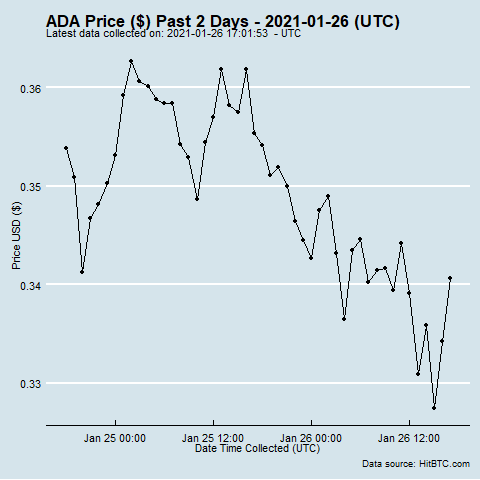 ADA Price ($) Past 2 Days - 2021-01-26 (UTC)
Latest data collected on: 2021-01-26 17:01:53 - UTC
0.36
0.35
0.34
0.33
Price USD ($)
Jan 25 00:00
Jan 25 12:00
Jan 26 00:00
Jan 26 12:00
Date Time Collected (UTC)
Data source: HitBTC.com